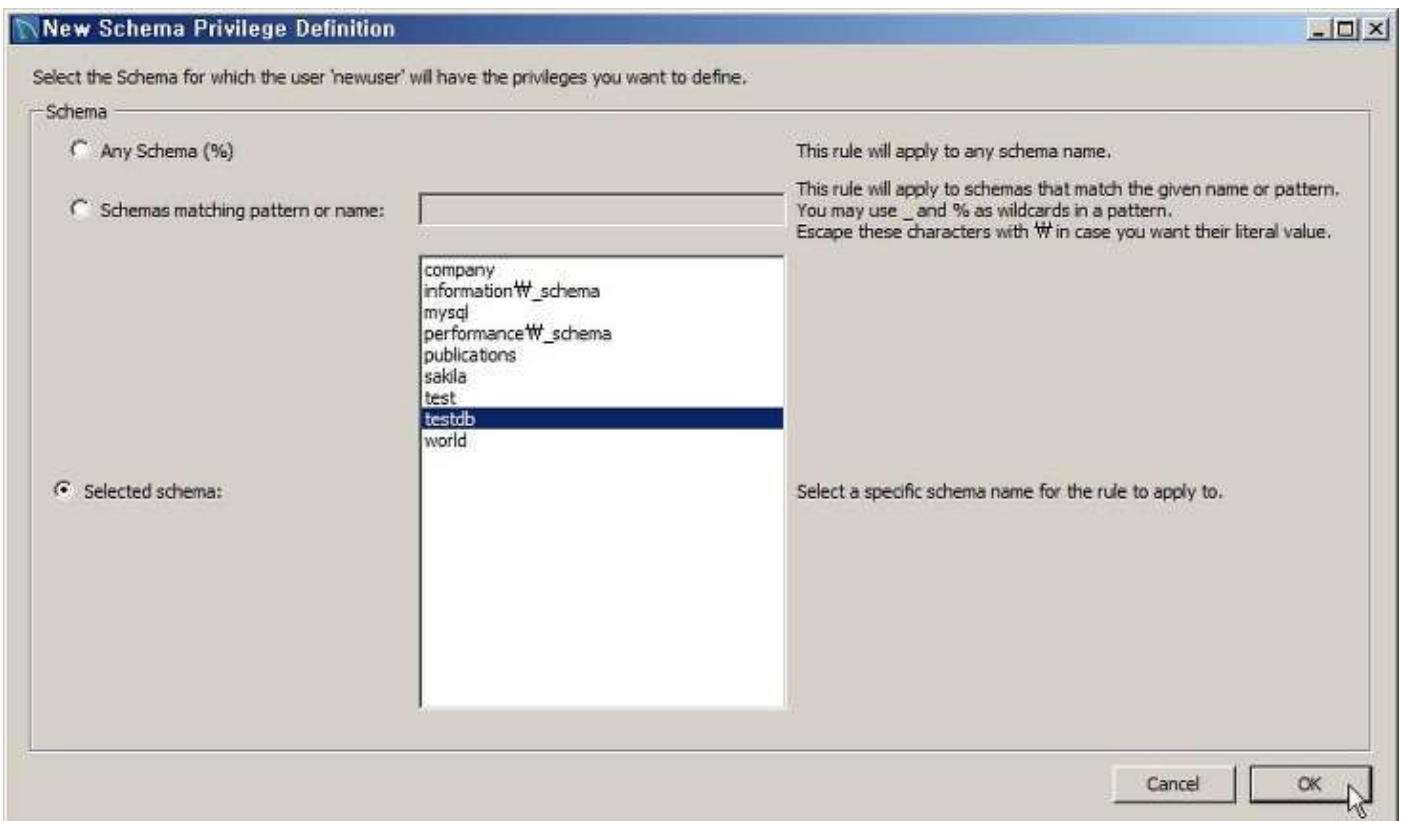 New Schema Privilege Definition
Select the Schema for which the user 'newuser' will have the privileges you want to define.
Schema
Any Schema (%)
This rule will apply to any schema name.
Schemas matching pattern or name:
This rule will apply to schemas that match the given name or pattern.
You may use _ and % as wildcards in a pattern.
Escape these characters with ₩ in case you want their literal value.
company
information₩_schema
mysql
performance₩_schema
publications
sakila
test
testdb
world
Selected schema:
Select a specific schema name for the rule to apply to.
Cancel
OK